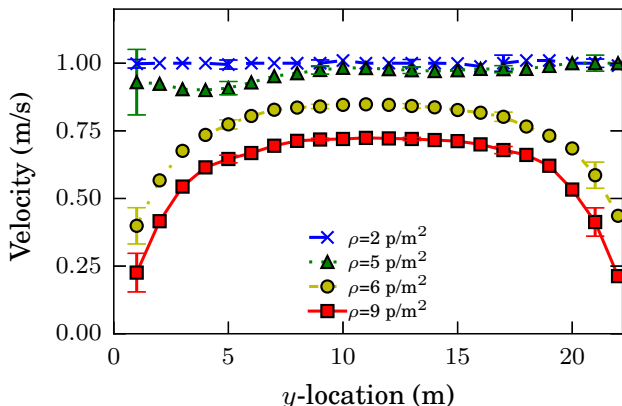 1.00
0.75
0.50
0.25
0.00
Velocity (m/s)
ρ=2 p/m²
ρ=5 p/m²
ρ=6 p/m²
ρ=9 p/m²
0 5 10 15 20
y-location (m)